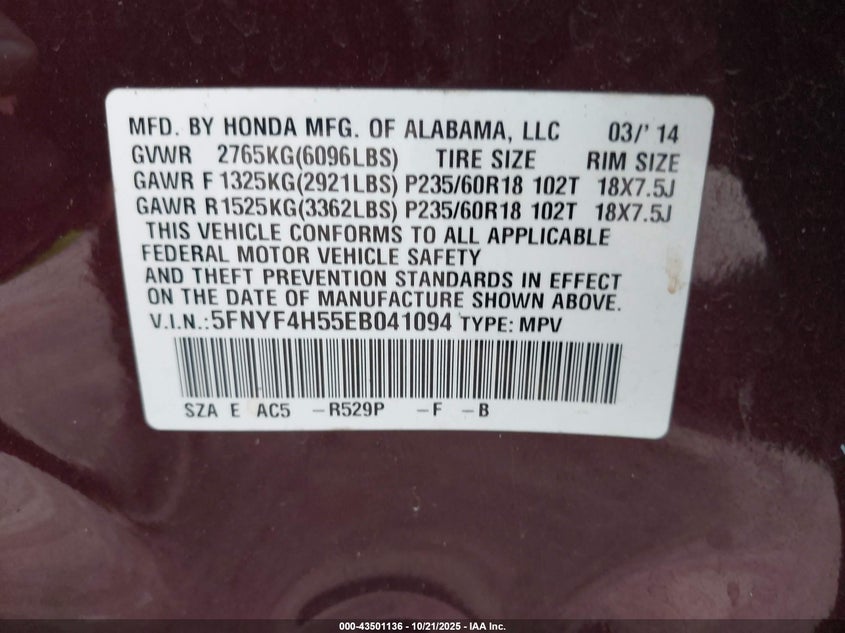 MFD. BY HONDA MFG. OF ALABAMA, LLC 03/' 14
GVWR 2765KG(6096LBS) TIRE SIZE RIM SIZE
GAWR F 1325KG(2921LBS) P235/60R18 102T 18X7.5J
GAWR R 1525KG(3362LBS) P235/60R18 102T 18X7.5J
THIS VEHICLE CONFORMS TO ALL APPLICABLE
FEDERAL MOTOR VEHICLE SAFETY
AND THEFT PREVENTION STANDARDS IN EFFECT
ON THE DATE OF MANUFACTURE SHOWN ABOVE.
V.I.N.:5FNYF4H55EB041094 TYPE: MPV
SZA E AC5 -R529P -F -B
000-43501136 - 10/21/2025 - IAA Inc.